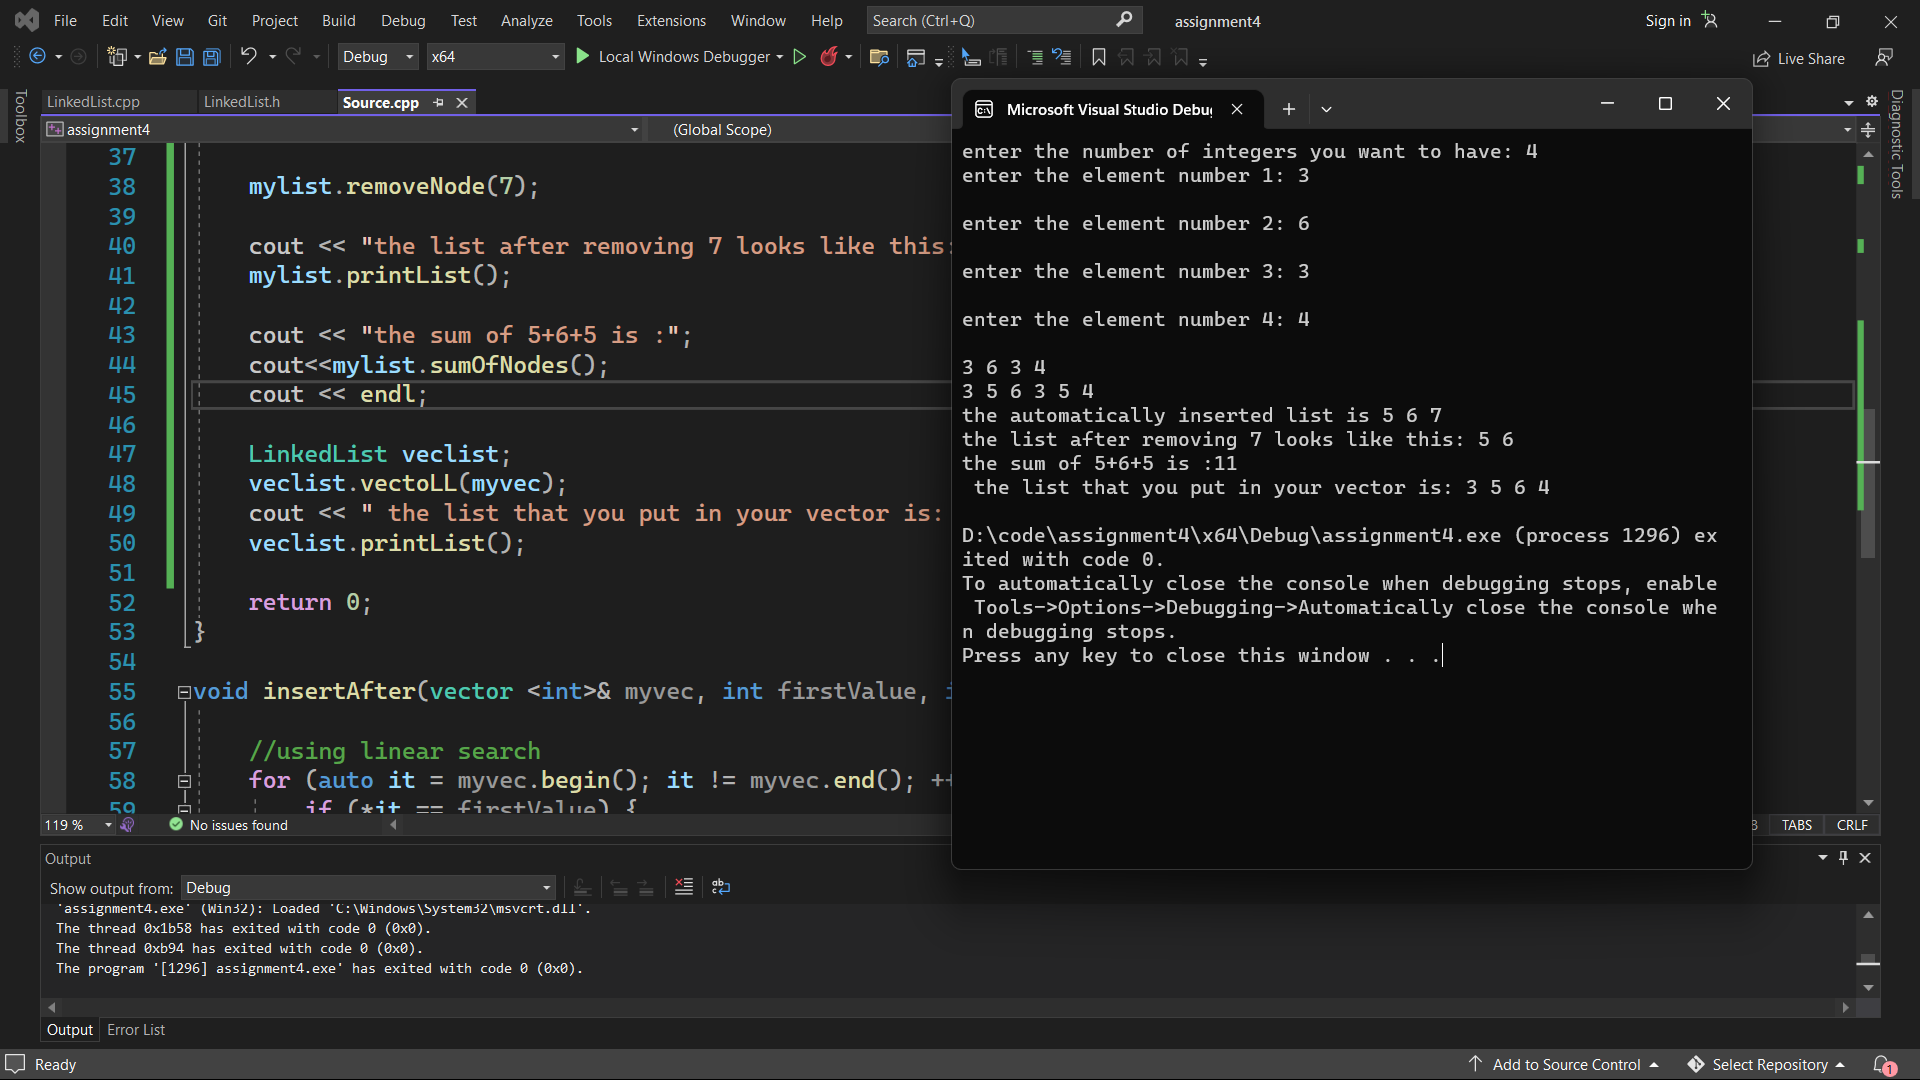 File Edit View Git Project Build Debug Test Analyze Tools Extensions Window Help Search (Ctrl+Q) assignment4 Sign in
Debug x64 Local Windows Debugger Live Share
Toolbox
LinkedList.cpp LinkedList.h Source.cpp
assignment4 (Global Scope)
37
38 mylist.removeNode(7);
39
40 cout << "the list after removing 7 looks like this:
41 mylist.printList();
42
43 cout << "the sum of 5+6+5 is :";
44 cout<<mylist.sumOfNodes();
45 cout << endl;
46
47 LinkedList veclist;
48 veclist.vectoLL(myvec);
49 cout << " the list that you put in your vector is:
50 veclist.printList();
51
52 return 0;
53 }
54
55 void insertAfter(vector <int>& myvec, int firstValue, i
56
57 //using linear search
58 for (auto it = myvec.begin(); it != myvec.end(); ++
59 if (*it == firstValue) {
119 % No issues found
TABS CRLF
Microsoft Visual Studio Debug
enter the number of integers you want to have: 4
enter the element number 1: 3
enter the element number 2: 6
enter the element number 3: 3
enter the element number 4: 4
3 6 3 4
3 5 6 3 5 4
the automatically inserted list is 5 6 7
the list after removing 7 looks like this: 5 6
the sum of 5+6+5 is :11
the list that you put in your vector is: 3 5 6 4
D:\code\assignment4\x64\Debug\assignment4.exe (process 1296) ex
ited with code 0.
To automatically close the console when debugging stops, enable
Tools->Options->Debugging->Automatically close the console whe
n debugging stops.
Press any key to close this window . . .
Diagnostic Tools
Output
Show output from: Debug
'assignment4.exe' (Win32): Loaded 'C:\Windows\System32\msvcrt.dll'.
The thread 0x1b58 has exited with code 0 (0x0).
The thread 0xb94 has exited with code 0 (0x0).
The program '[1296] assignment4.exe' has exited with code 0 (0x0).
Output Error List
Ready Add to Source Control Select Repository 1